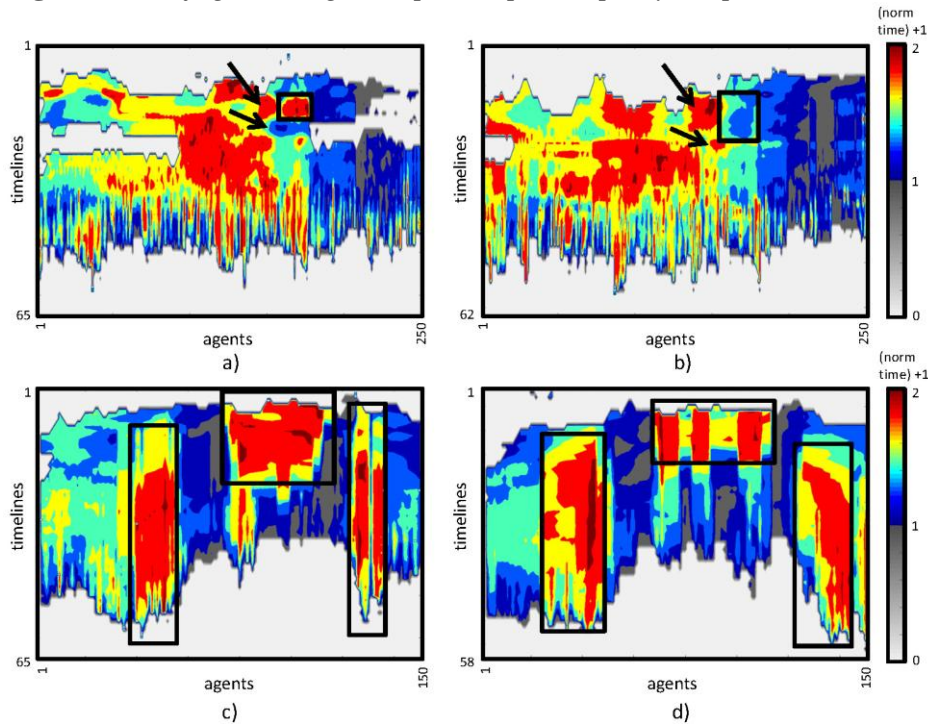 (norm
time) +1
1
timelines
65
1
agents
250
a)
1
timelines
62
1
agents
250
b)
2
1
0
1
timelines
65
1
agents
150
c)
1
timelines
58
1
agents
150
d)
(norm
time) +1
2
1
0